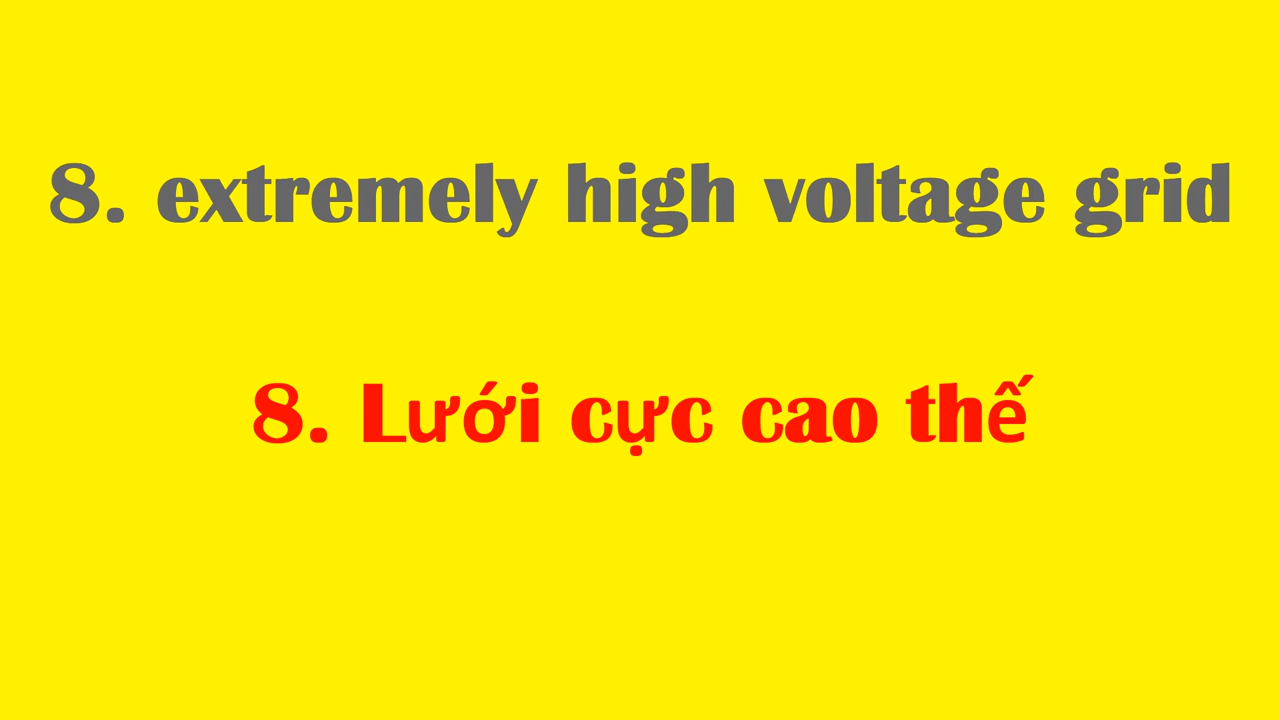 8. extremely high voltage grid
8. Lưới cực cao thế